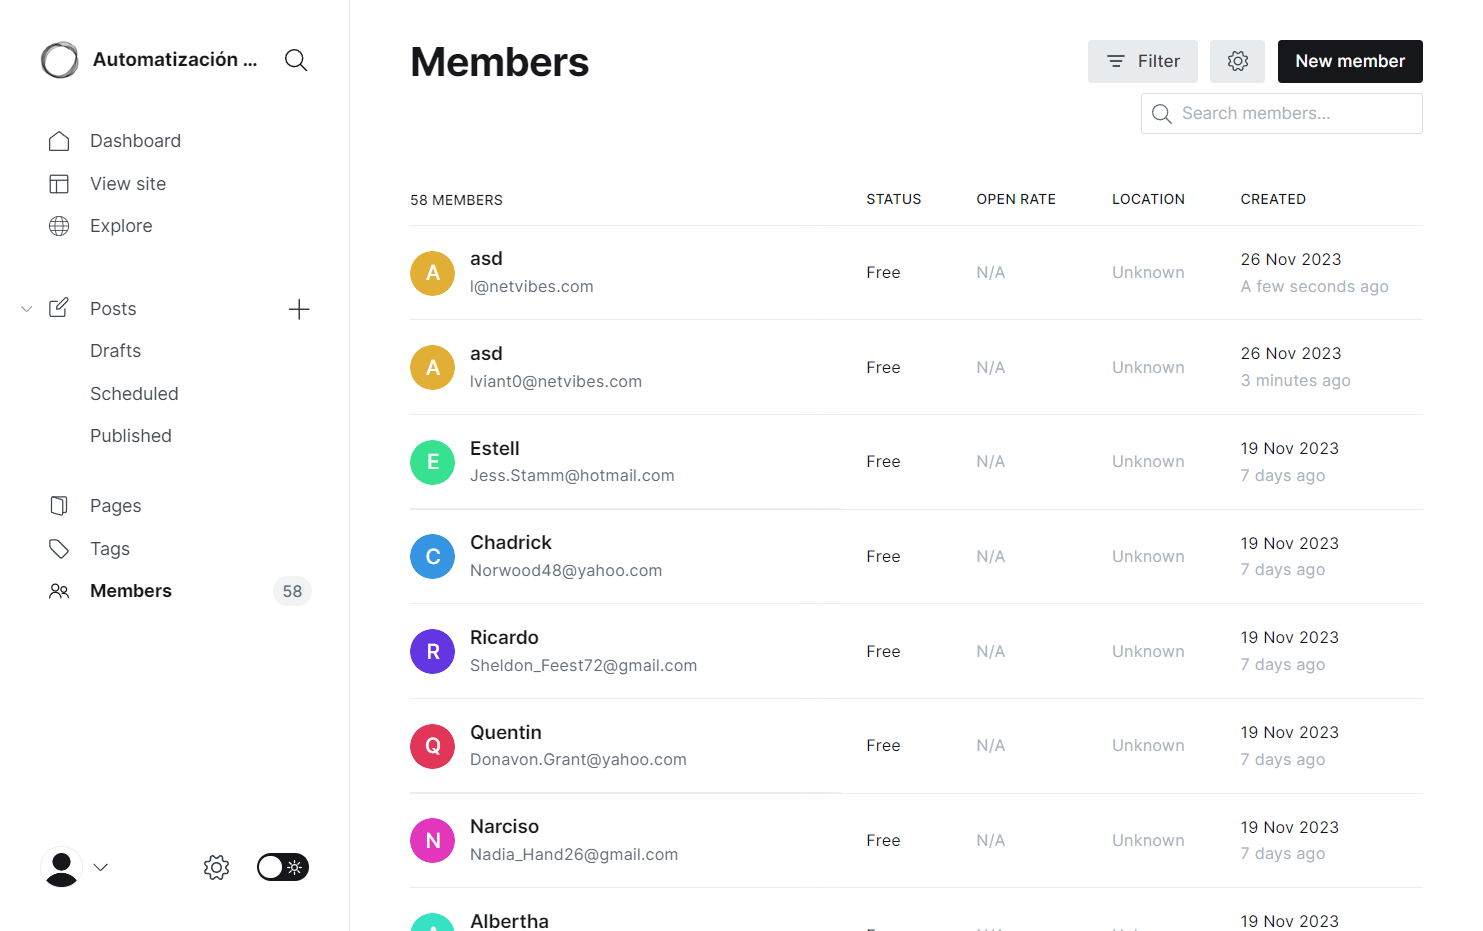 Automatización ...
Dashboard
View site
Explore
Posts
Drafts
Scheduled
Published
Pages
Tags
Members 58
Members
Filter
New member
Search members...
58 MEMBERS STATUS OPEN RATE LOCATION CREATED
A asd Free N/A Unknown 26 Nov 2023
l@netvibes.com A few seconds ago
A asd Free N/A Unknown 26 Nov 2023
lviant0@netvibes.com 3 minutes ago
E Estell Free N/A Unknown 19 Nov 2023
Jess.Stamm@hotmail.com 7 days ago
C Chadrick Free N/A Unknown 19 Nov 2023
Norwood48@yahoo.com 7 days ago
R Ricardo Free N/A Unknown 19 Nov 2023
Sheldon_Feest72@gmail.com 7 days ago
Q Quentin Free N/A Unknown 19 Nov 2023
Donavon.Grant@yahoo.com 7 days ago
N Narciso Free N/A Unknown 19 Nov 2023
Nadia_Hand26@gmail.com 7 days ago
Albertha 19 Nov 2023